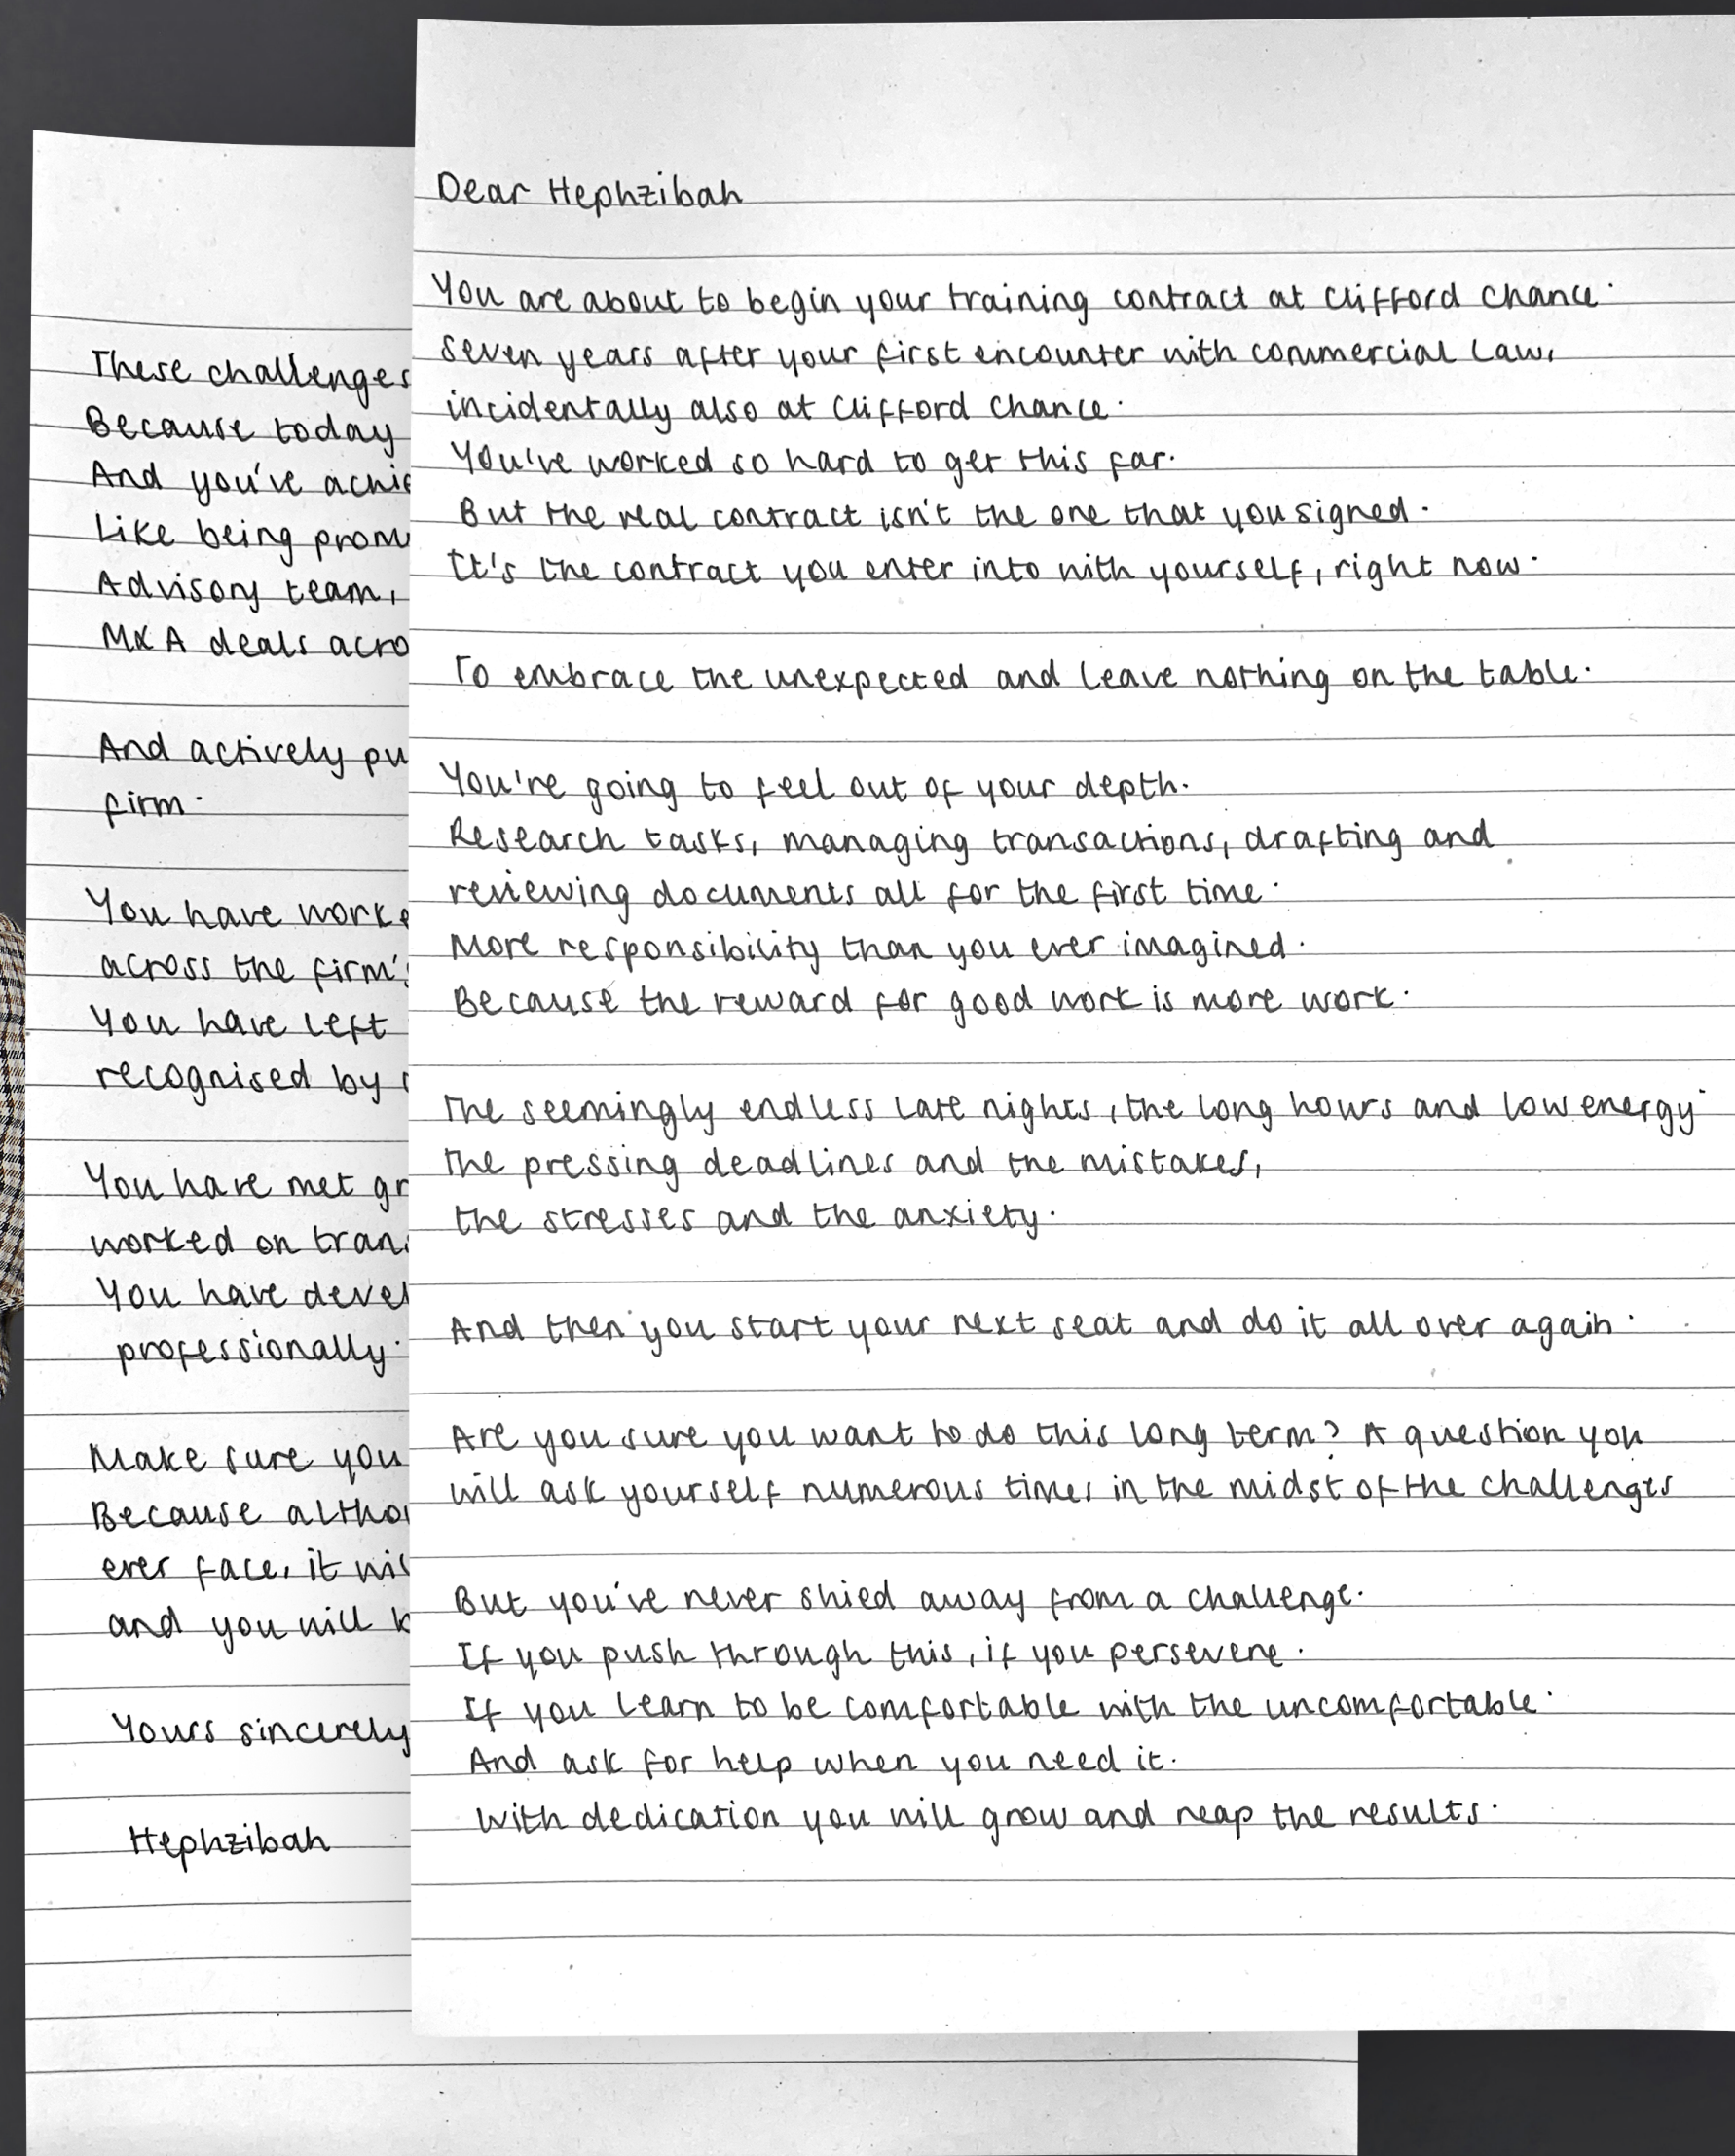 Dear Hephzibah
You are about to begin your training contract at Clifford Chance.
Seven years after your first encounter with commercial law,
incidentally also at Clifford Chance.
You've worked so hard to get this far.
But the real contract isn't the one that you signed.
It's the contract you enter into with yourself, right now.
To embrace the unexpected and leave nothing on the table.
You're going to feel out of your depth.
Research tasks, managing transactions, drafting and
reviewing documents all for the first time.
More responsibility than you ever imagined.
Because the reward for good work is more work.
The seemingly endless late nights, the long hours and low energy
the pressing deadlines and the mistakes,
the stresses and the anxiety.
And then you start your next seat and do it all over again.
Are you sure you want to do this long term? A question you
will ask yourself numerous times in the midst of the challenges
But you've never shied away from a challenge.
If you push through this, if you persevere.
If you learn to be comfortable with the uncomfortable.
And ask for help when you need it.
With dedication you will grow and reap the results.
These challenges
Because today
And you've
Like being
Advisory team,
M&A deals
And actively
firm.
You have
across the firm's
You have left
recognised by
You have met
worked on
You have
professionally.
Make sure you
Because
ever face, it
and you will
Yours sincerely
Hephzibah